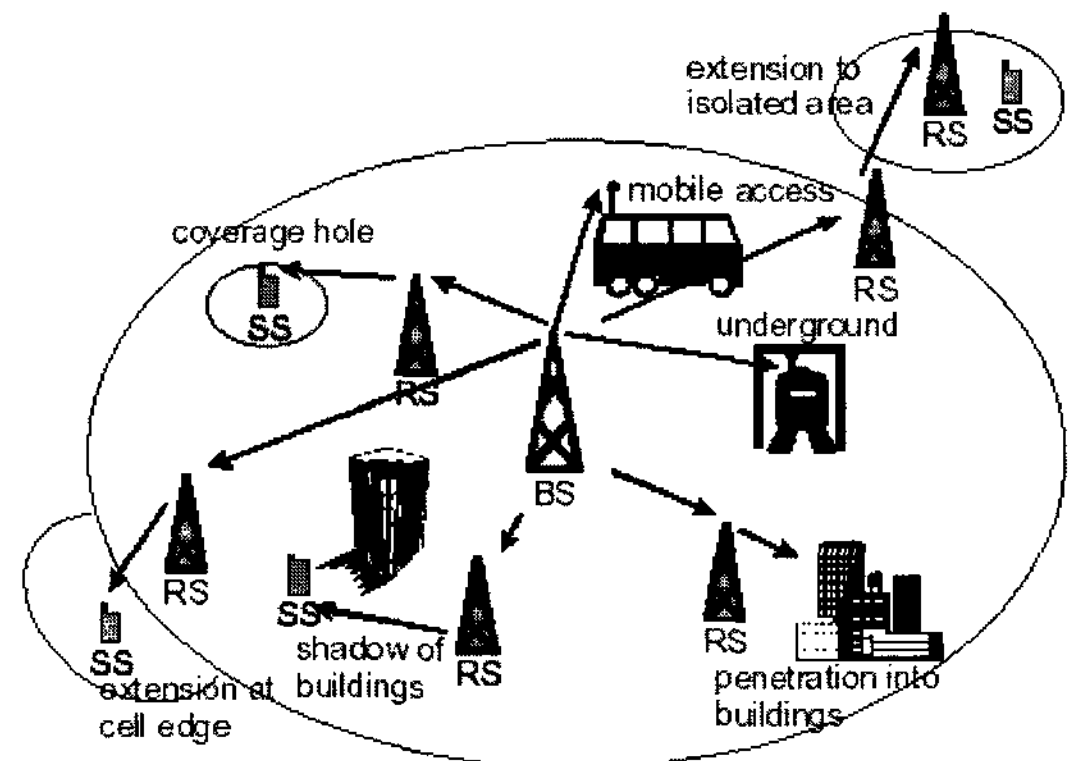 extension to
isolated area
RS
SS
mobile access
coverage hole
RS
SS
underground
RS
BS
RS
SS
RS
SS
shadow of
buildings
RS
penetration into
buildings
extension at
cell edge